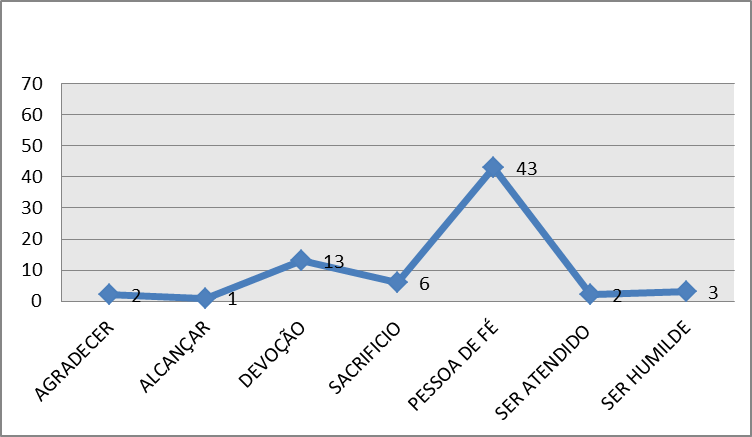 70
60
50
40
30
20
10
0
2
1
13
6
43
2
3
AGRADECER
ALCANÇAR
DEVOÇÃO
SACRIFICIO
PESSOA DE FÉ
SER ATENDIDO
SER HUMILDE